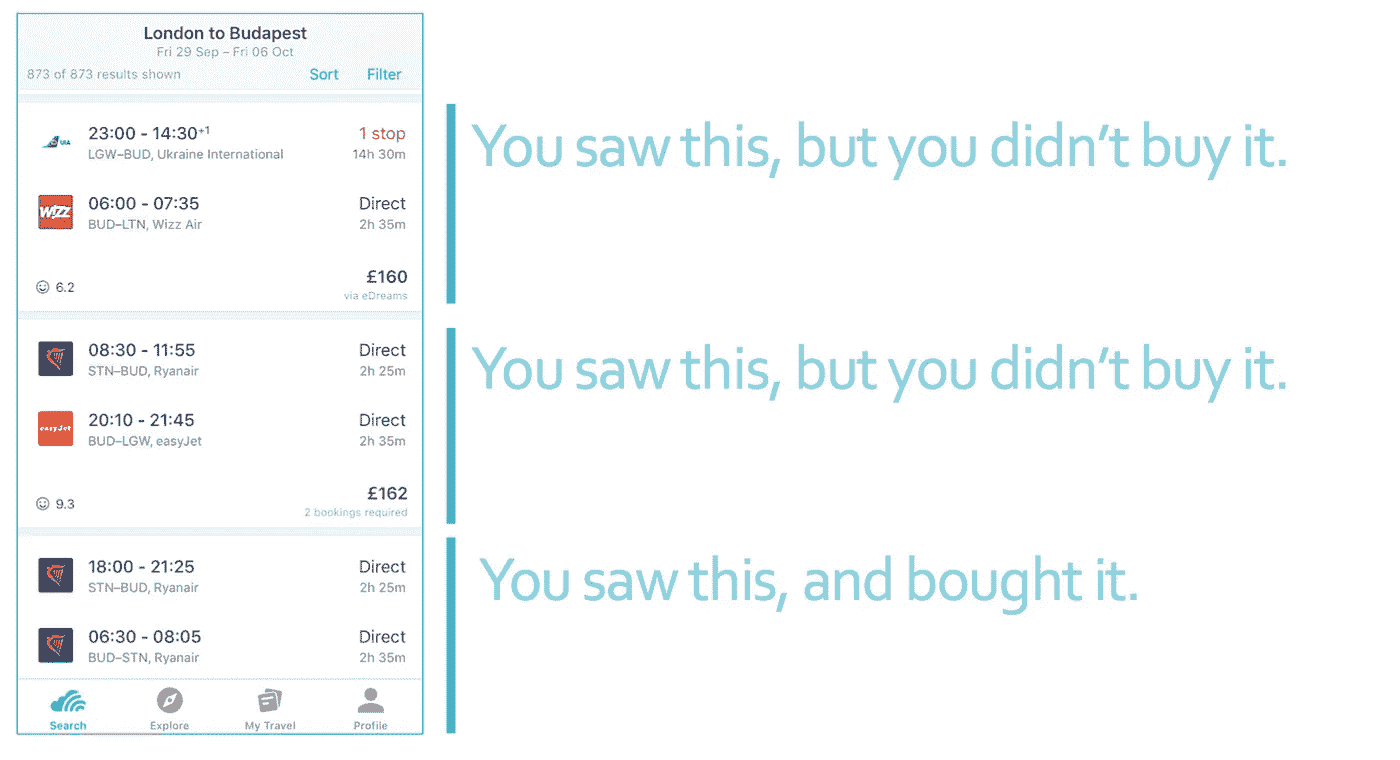 London to Budapest
Fri 29 Sep – Fri 06 Oct
873 of 873 results shown Sort Filter
UIA 23:00 - 14:30+1 1 stop
LGW–BUD, Ukraine International 14h 30m
You saw this, but you didn't buy it.
WIZZ 06:00 - 07:35 Direct
BUD–LTN, Wizz Air 2h 35m
6.2 £160
via eDreams
08:30 - 11:55 Direct
STN–BUD, Ryanair 2h 25m
You saw this, but you didn't buy it.
easyJet 20:10 - 21:45 Direct
BUD–LGW, easyJet 2h 35m
9.3 £162
2 bookings required
18:00 - 21:25 Direct
STN–BUD, Ryanair 2h 25m
You saw this, and bought it.
06:30 - 08:05 Direct
BUD–STN, Ryanair 2h 35m
Search Explore My Travel Profile